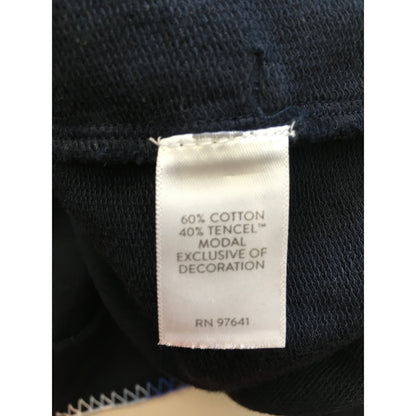 60% COTTON
40% TENCEL™
MODAL
EXCLUSIVE OF
DECORATION
RN 97641